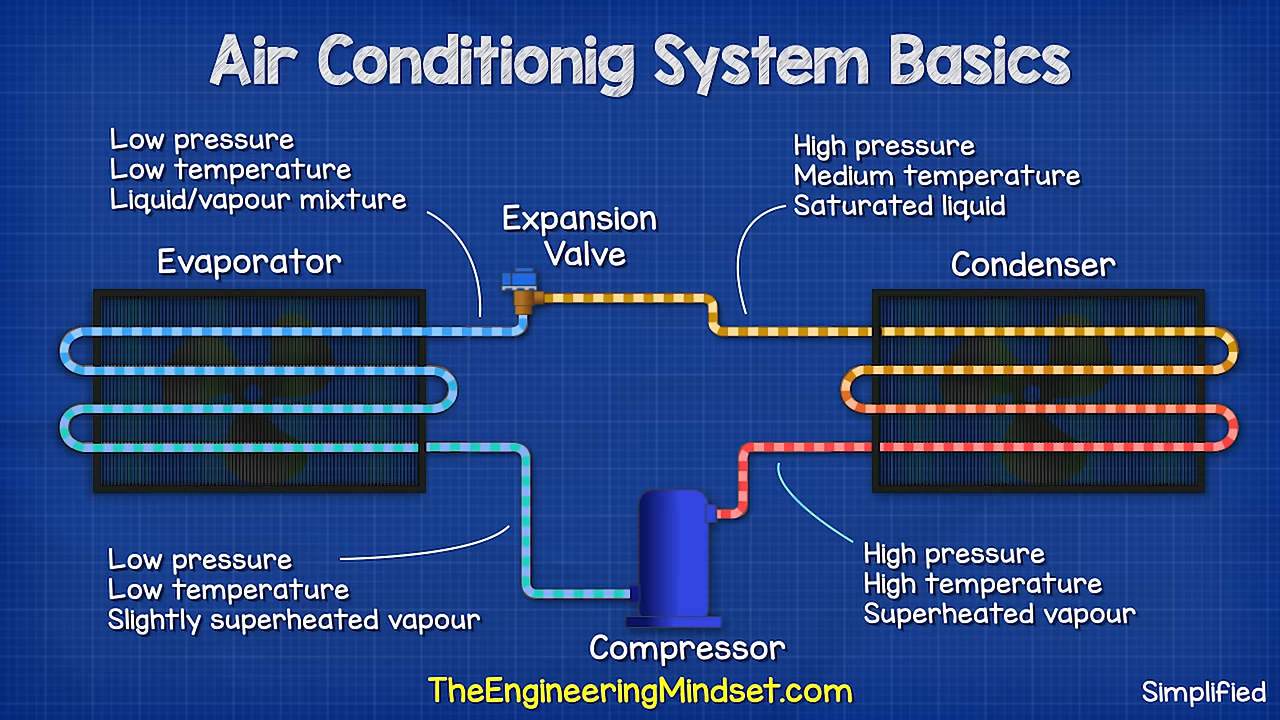 Air Conditionig System Basics
Low pressure
Low temperature
Liquid/vapour mixture
High pressure
Medium temperature
Saturated liquid
Expansion
Valve
Evaporator
Condenser
Low pressure
Low temperature
Slightly superheated vapour
High pressure
High temperature
Superheated vapour
Compressor
TheEngineeringMindset.com
Simplified